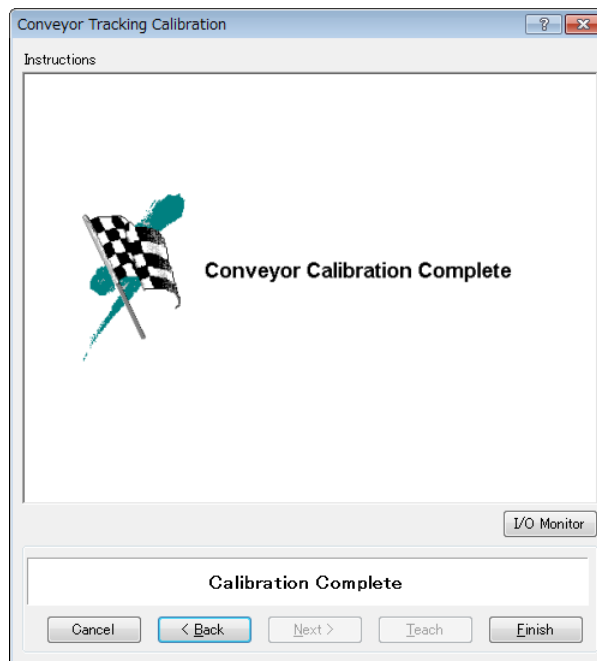 Conveyor Tracking Calibration
Instructions
Conveyor Calibration Complete
I/O Monitor
Calibration Complete
Cancel
< Back
Next >
Teach
Finish